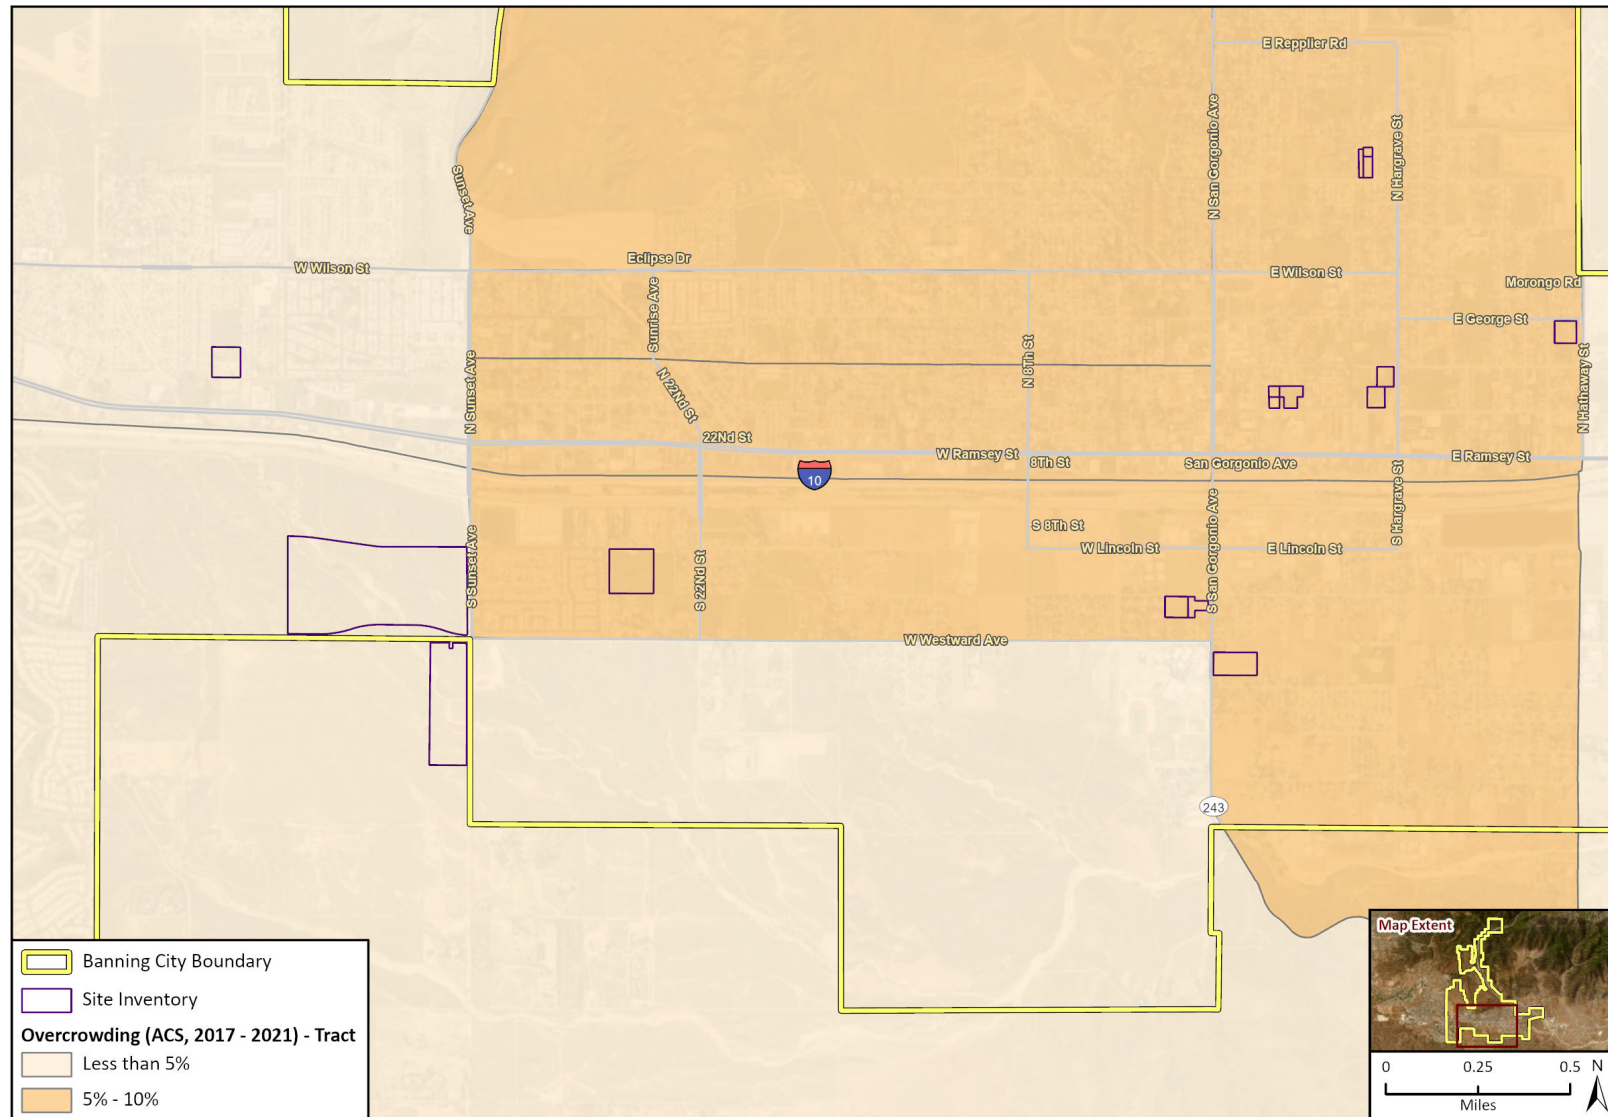 E Repplier Rd
N San Gorgonio Ave
N Hargrave St
Sunset Ave
W Wilson St
Eclipse Dr
E Wilson St
Morongo Rd
Sunrise Ave
E George St
N Sunset Ave
N 22Nd St
N 8Th St
N Hathaway St
22Nd St
W Ramsey St
8Th St
San Gorgonio Ave
E Ramsey St
10
S Hargrave St
S Sunset Ave
S 22Nd St
S 8Th St
W Lincoln St
S San Gorgonio Ave
E Lincoln St
W Westward Ave
243
Banning City Boundary
Site Inventory
Overcrowding (ACS, 2017 - 2021) - Tract
Less than 5%
5% - 10%
Map Extent
0 0.25 0.5
Miles
N